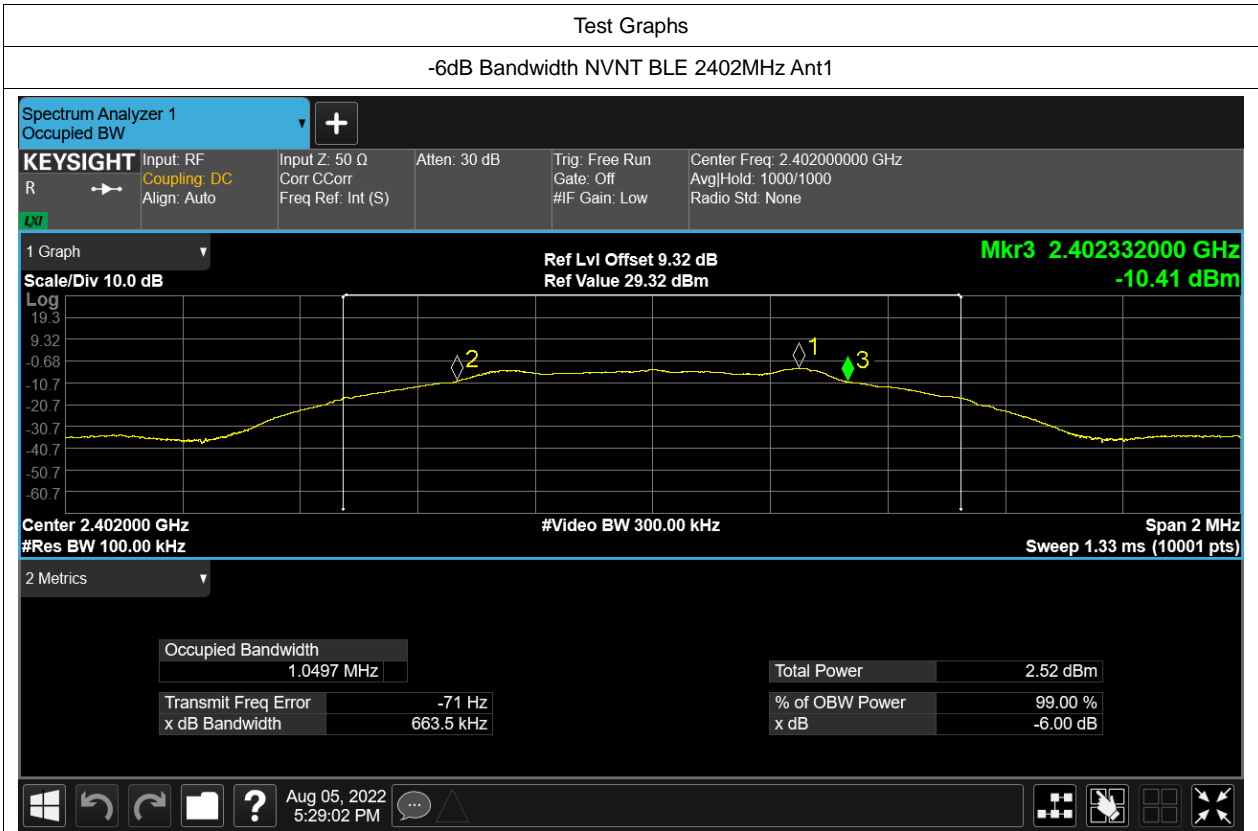 Test Graphs
-6dB Bandwidth NVNT BLE 2402MHz Ant1
Spectrum Analyzer 1
Occupied BW
KEYSIGHT
R
LXI
Input: RF
Coupling: DC
Align: Auto
Input Z: 50 Ω
Corr CCorr
Freq Ref: Int (S)
Atten: 30 dB
Trig: Free Run
Gate: Off
#IF Gain: Low
Center Freq: 2.402000000 GHz
Avg|Hold: 1000/1000
Radio Std: None
1 Graph
Scale/Div 10.0 dB
Ref Lvl Offset 9.32 dB
Ref Value 29.32 dBm
Mkr3 2.402332000 GHz
-10.41 dBm
Log
19.3
9.32
-0.68
-10.7
-20.7
-30.7
-40.7
-50.7
-60.7
2
1
3
Center 2.402000 GHz
#Res BW 100.00 kHz
#Video BW 300.00 kHz
Span 2 MHz
Sweep 1.33 ms (10001 pts)
2 Metrics
Occupied Bandwidth
1.0497 MHz
Transmit Freq Error -71 Hz
x dB Bandwidth 663.5 kHz
Total Power 2.52 dBm
% of OBW Power 99.00 %
x dB -6.00 dB
?
Aug 05, 2022
5:29:02 PM